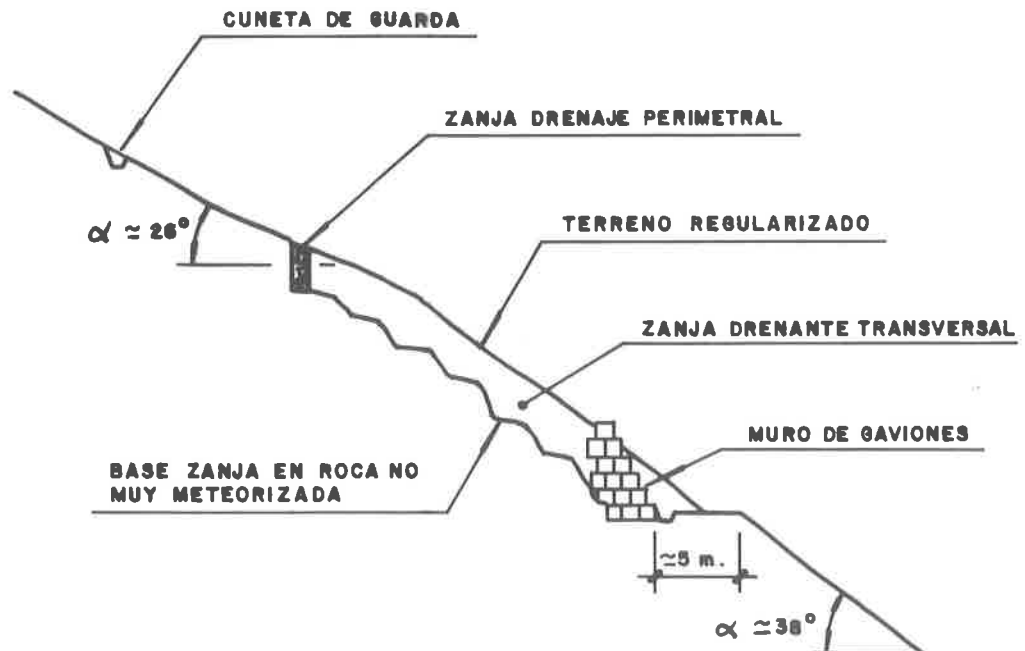 CUNETA DE GUARDA
ZANJA DRENAJE PERIMETRAL
α ≃ 26°
TERRENO REGULARIZADO
ZANJA DRENANTE TRANSVERSAL
MURO DE GAVIONES
BASE ZANJA EN ROCA NO
MUY METEORIZADA
≃5 m.
α ≃38°